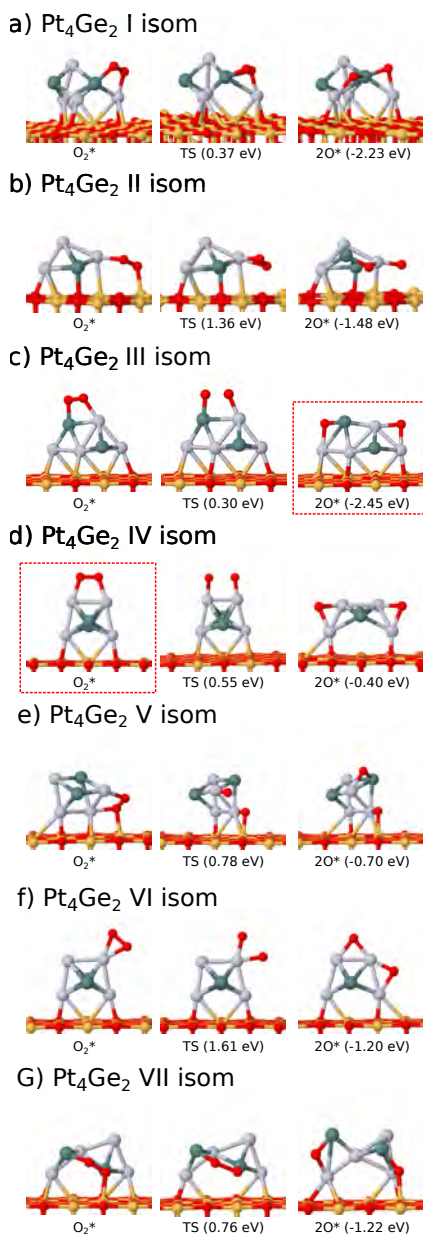 a) Pt₄Ge₂ I isom
O₂* TS (0.37 eV) 2O* (-2.23 eV)
b) Pt₄Ge₂ II isom
O₂* TS (1.36 eV) 2O* (-1.48 eV)
c) Pt₄Ge₂ III isom
O₂* TS (0.30 eV) 2O* (-2.45 eV)
d) Pt₄Ge₂ IV isom
O₂* TS (0.55 eV) 2O* (-0.40 eV)
e) Pt₄Ge₂ V isom
O₂* TS (0.78 eV) 2O* (-0.70 eV)
f) Pt₄Ge₂ VI isom
O₂* TS (1.61 eV) 2O* (-1.20 eV)
G) Pt₄Ge₂ VII isom
O₂* TS (0.76 eV) 2O* (-1.22 eV)